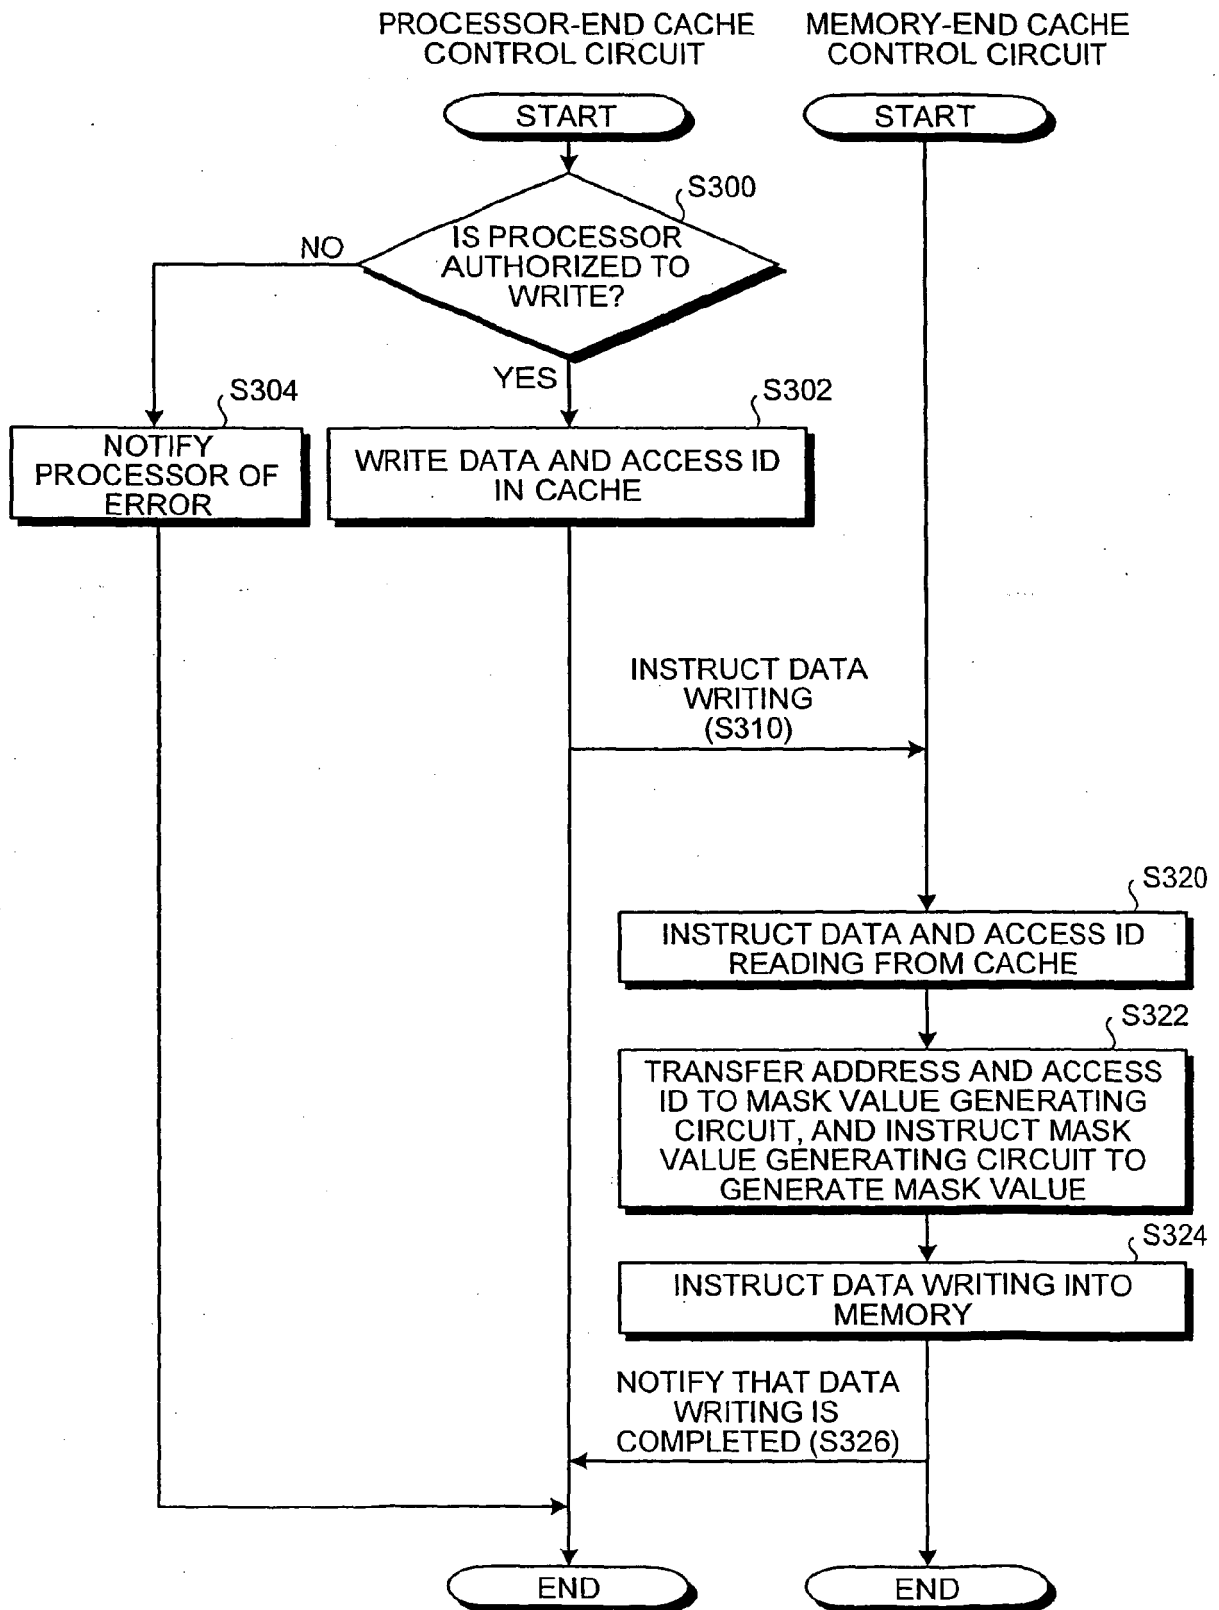 PROCESSOR-END CACHE
CONTROL CIRCUIT
MEMORY-END CACHE
CONTROL CIRCUIT
START
START
S300
IS PROCESSOR
AUTHORIZED TO
WRITE?
NO
YES
S304
S302
NOTIFY
PROCESSOR OF
ERROR
WRITE DATA AND ACCESS ID
IN CACHE
INSTRUCT DATA
WRITING
(S310)
S320
INSTRUCT DATA AND ACCESS ID
READING FROM CACHE
S322
TRANSFER ADDRESS AND ACCESS
ID TO MASK VALUE GENERATING
CIRCUIT, AND INSTRUCT MASK
VALUE GENERATING CIRCUIT TO
GENERATE MASK VALUE
S324
INSTRUCT DATA WRITING INTO
MEMORY
NOTIFY THAT DATA
WRITING IS
COMPLETED (S326)
END
END